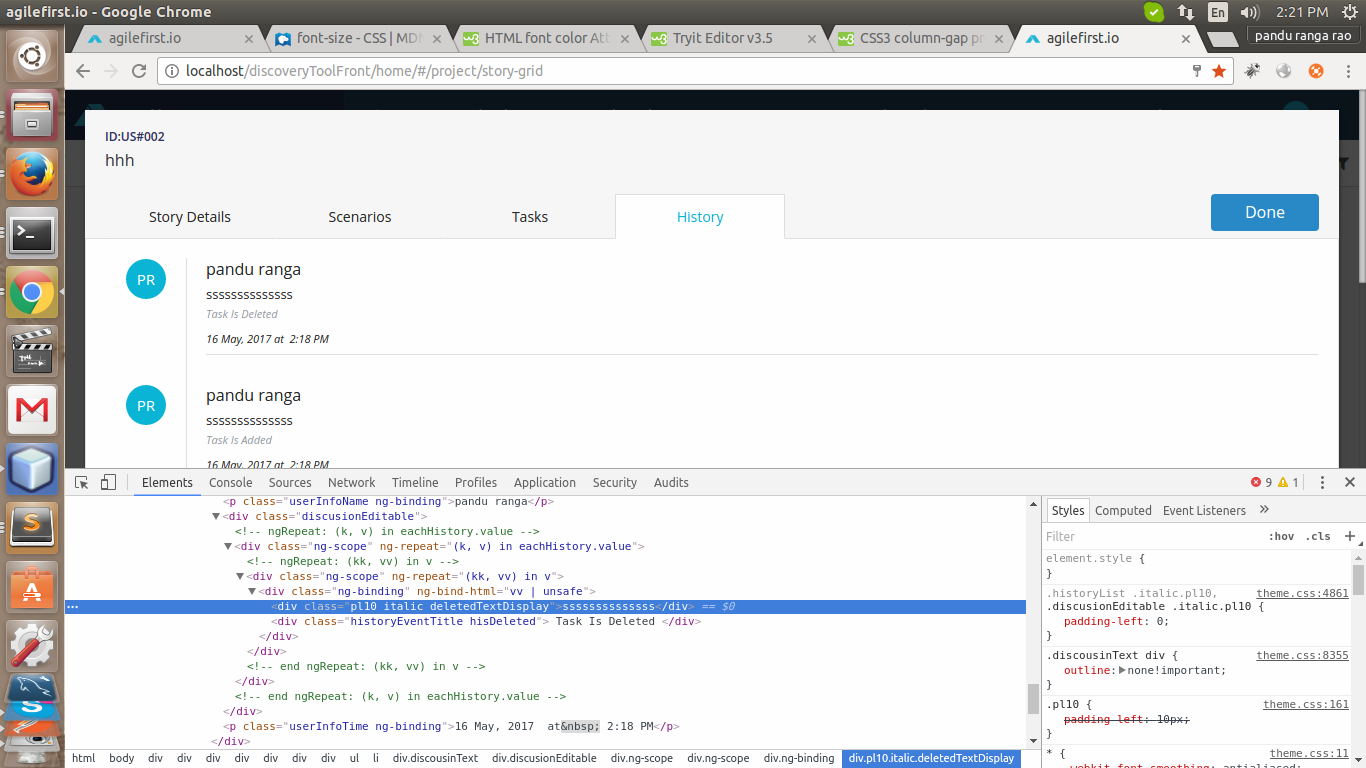 agilefirst.io - Google Chrome
En
2:21 PM
agilefirst.io
font-size - CSS | MDN
HTML font color Att
Tryit Editor v3.5
CSS3 column-gap pr
agilefirst.io
pandu ranga rao
localhost/discoveryToolFront/home/#/project/story-grid
ID:US#002
hhh
Story Details
Scenarios
Tasks
History
Done
PR
pandu ranga
ssssssssssssss
Task Is Deleted
16 May, 2017 at  2:18 PM
PR
pandu ranga
ssssssssssssss
Task Is Added
16 May, 2017 at  2:18 PM
Elements Console Sources Network Timeline Profiles Application Security Audits
9 1
<p class="userInfoName ng-binding">pandu ranga</p>
<div class="discusionEditable">
<!-- ngRepeat: (k, v) in eachHistory.value -->
<div class="ng-scope" ng-repeat="(k, v) in eachHistory.value">
<!-- ngRepeat: (kk, vv) in v -->
<div class="ng-scope" ng-repeat="(kk, vv) in v">
<div class="ng-binding" ng-bind-html="vv | unsafe">
<div class="pl10 italic deletedTextDisplay">ssssssssssssss</div> == $0
<div class="historyEventTitle hisDeleted"> Task Is Deleted </div>
</div>
</div>
<!-- end ngRepeat: (kk, vv) in v -->
</div>
<!-- end ngRepeat: (k, v) in eachHistory.value -->
</div>
<p class="userInfoTime ng-binding">16 May, 2017  at&nbsp; 2:18 PM</p>
</div>
html body div div div div div div div ul li div.discousinText div.discusionEditable div.ng-scope div.ng-scope div.ng-binding div.pl10.italic.deletedTextDisplay
Styles Computed Event Listeners »
Filter :hov .cls +
element.style {
}
.historyList .italic.pl10, theme.css:4861
.discusionEditable .italic.pl10 {
padding-left: 0;
}
.discousinText div { theme.css:8355
outline: none!important;
}
.pl10 { theme.css:161
padding-left: 10px;
}
* { theme.css:11
-webkit-font-smoothing: antialiased;